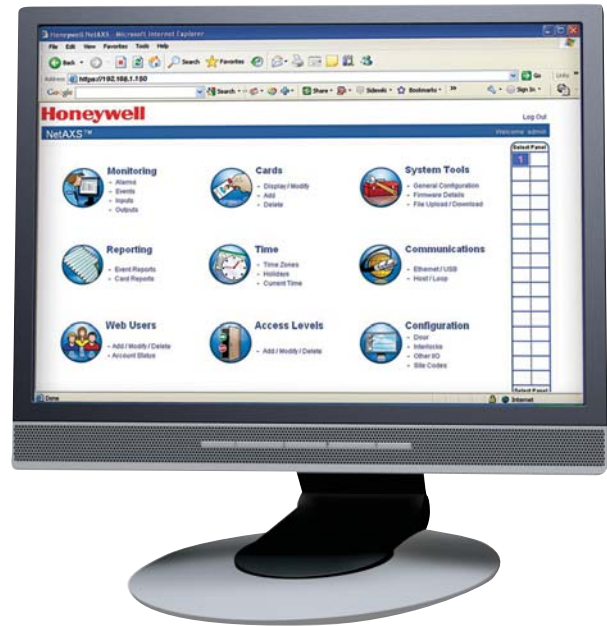 Honeywell NetAXS - Microsoft Internet Explorer
File Edit View Favorites Tools Help
Back Search Favorites
Address https://192.168.1.150 Go Links
Google Search Share Sidewiki Bookmarks Sign In
Honeywell
Log Out
NetAXS™ Welcome admin
Select Panel
1
Monitoring
- Alarms
- Events
- Inputs
- Outputs
Cards
- Display / Modify
- Add
- Delete
System Tools
- General Configuration
- Firmware Details
- File Upload / Download
Reporting
- Event Reports
- Card Reports
Time
- Time Zones
- Holidays
- Current Time
Communications
- Ethernet / USB
- Host / Loop
Web Users
- Add / Modify / Delete
- Account Status
Access Levels
- Add / Modify / Delete
Configuration
- Door
- Interlocks
- Other I/O
- Site Codes
Select Panel
Done Internet